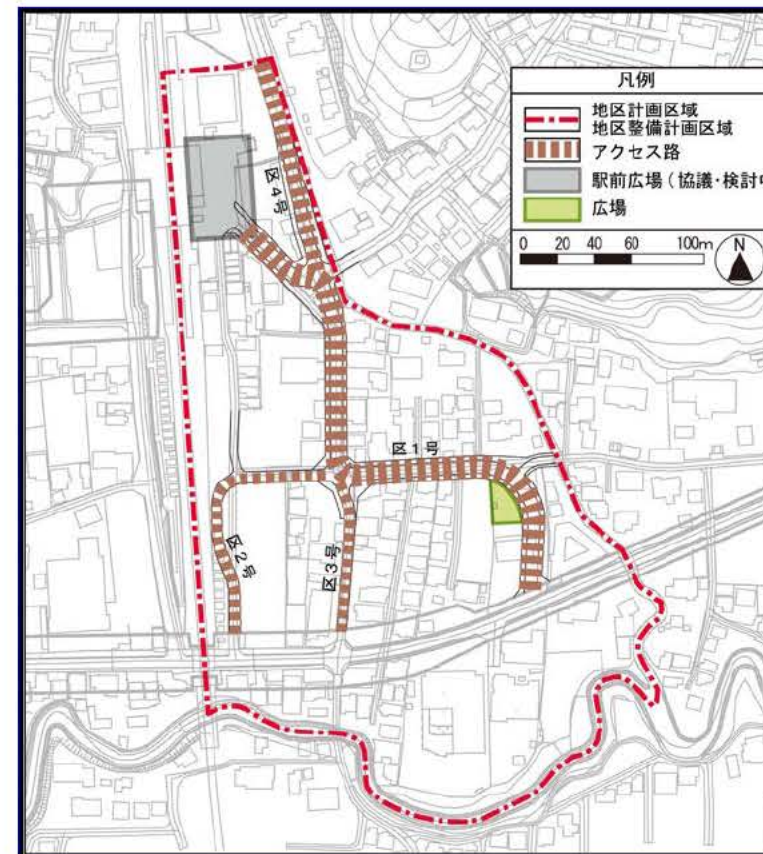 凡例
地区計画区域
地区整備計画区域
アクセス路
駅前広場（協議・検討中
広場
0 20 40 60 100m
N
区4号
区1号
区2号
区3号